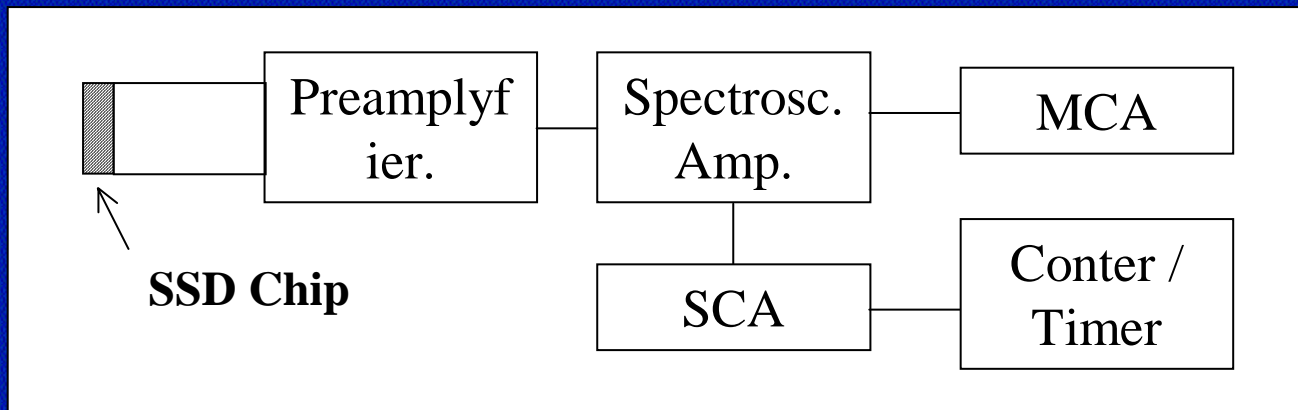 Preamplyf
ier.
Spectrosc.
Amp.
MCA
SSD Chip
SCA
Conter /
Timer